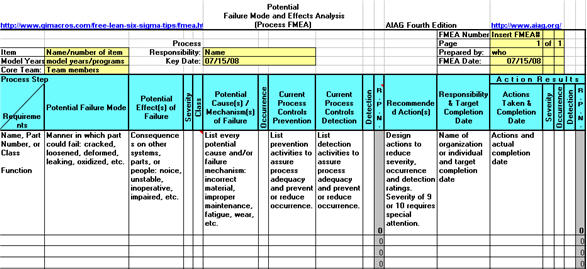 Potential
Failure Mode and Effects Analysis
http://www.qimacros.com/free-lean-six-sigma-tips/fmea.h (Process FMEA) AIAG Fourth Edition http://www.aiag.org/
FMEA Number Insert FMEA#
Process Page 1 of 1
Item Name/number of item Responsibility: Name Prepared by: who
Model Years model years/programs Key Date: 07/15/08 FMEA Date: 07/15/08
Core Team: Team members
Process Step
Requireme
nts
Potential Failure Mode
Potential
Effect(s) of
Failure
Severity
Class
Potential
Cause(s) /
Mechanism(s)
of Failure
Occurrence
Current
Process
Controls
Prevention
Current
Process
Controls
Detection
Detection
R.P.N.
Recommende
d Action(s)
Responsibility
& Target
Completion
Date
Action Results
Actions
Taken &
Completion
Date
Severity
Occurrence
Detection
R.P.N.
Name, Part
Number, or
Class
Function
Manner in which part
could fail: cracked,
loosened, deformed,
leaking, oxidized, etc.
Consequence
s on other
systems,
parts, or
people: noise,
unstable,
inoperative,
impaired, etc.
List every
potential
cause and/or
failure
mechanism:
incorrect
material,
improper
maintenance,
fatigue, wear,
etc.
List
prevention
activities to
assure
process
adequacy
and prevent
or reduce
occurrence.
List
detection
activities to
assure
process
adequacy
and prevent
or reduce
occurrence.
0
Design
actions to
reduce
severity,
occurrence
and detection
ratings.
Severity of 9
or 10 requires
special
attention.
Name of
organization
or individual
and target
completion
date
Actions and
actual
completion
date
0
0 0
0 0
0 0